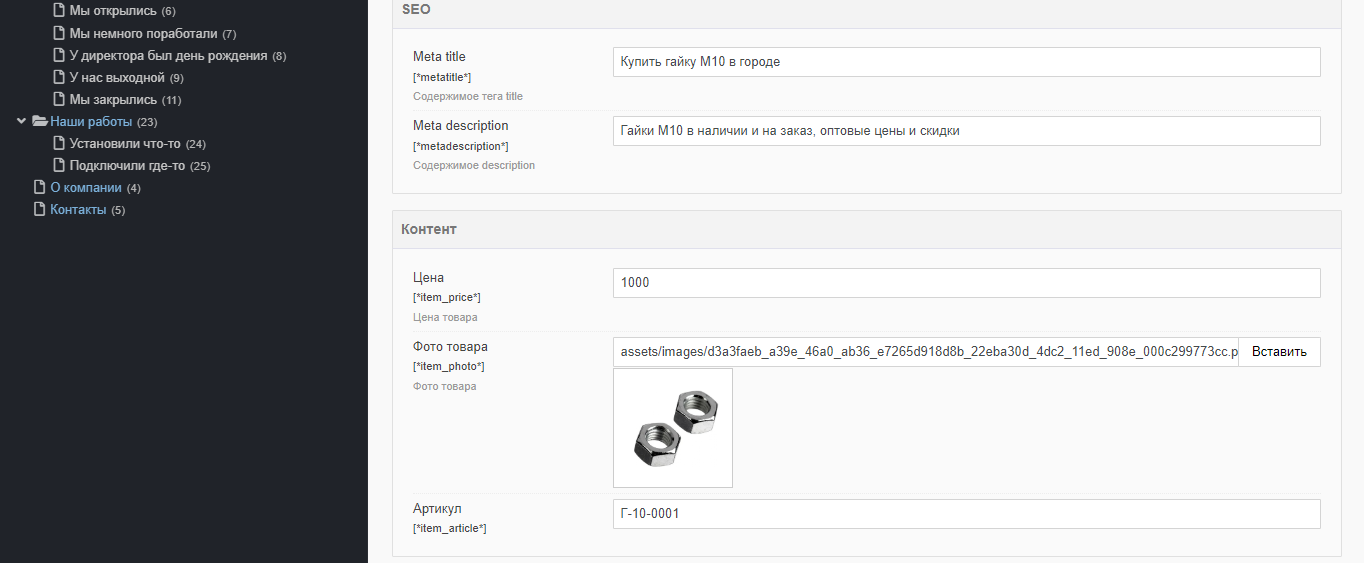 Мы открылись (6)
Мы немного поработали (7)
У директора был день рождения (8)
У нас выходной (9)
Мы закрылись (11)
Наши работы (23)
Установили что-то (24)
Подключили где-то (25)
О компании (4)
Контакты (5)
SEO
Meta title
Купить гайку М10 в городе
[*metatitle*]
Содержимое тега title
Meta description
Гайки М10 в наличии и на заказ, оптовые цены и скидки
[*metadescription*]
Содержимое description
Контент
Цена
1000
[*item_price*]
Цена товара
Фото товара
assets/images/d3a3faeb_a39e_46a0_ab36_e7265d918d8b_22eba30d_4dc2_11ed_908e_000c299773cc.p
Вставить
[*item_photo*]
Фото товара
Артикул
Г-10-0001
[*item_article*]